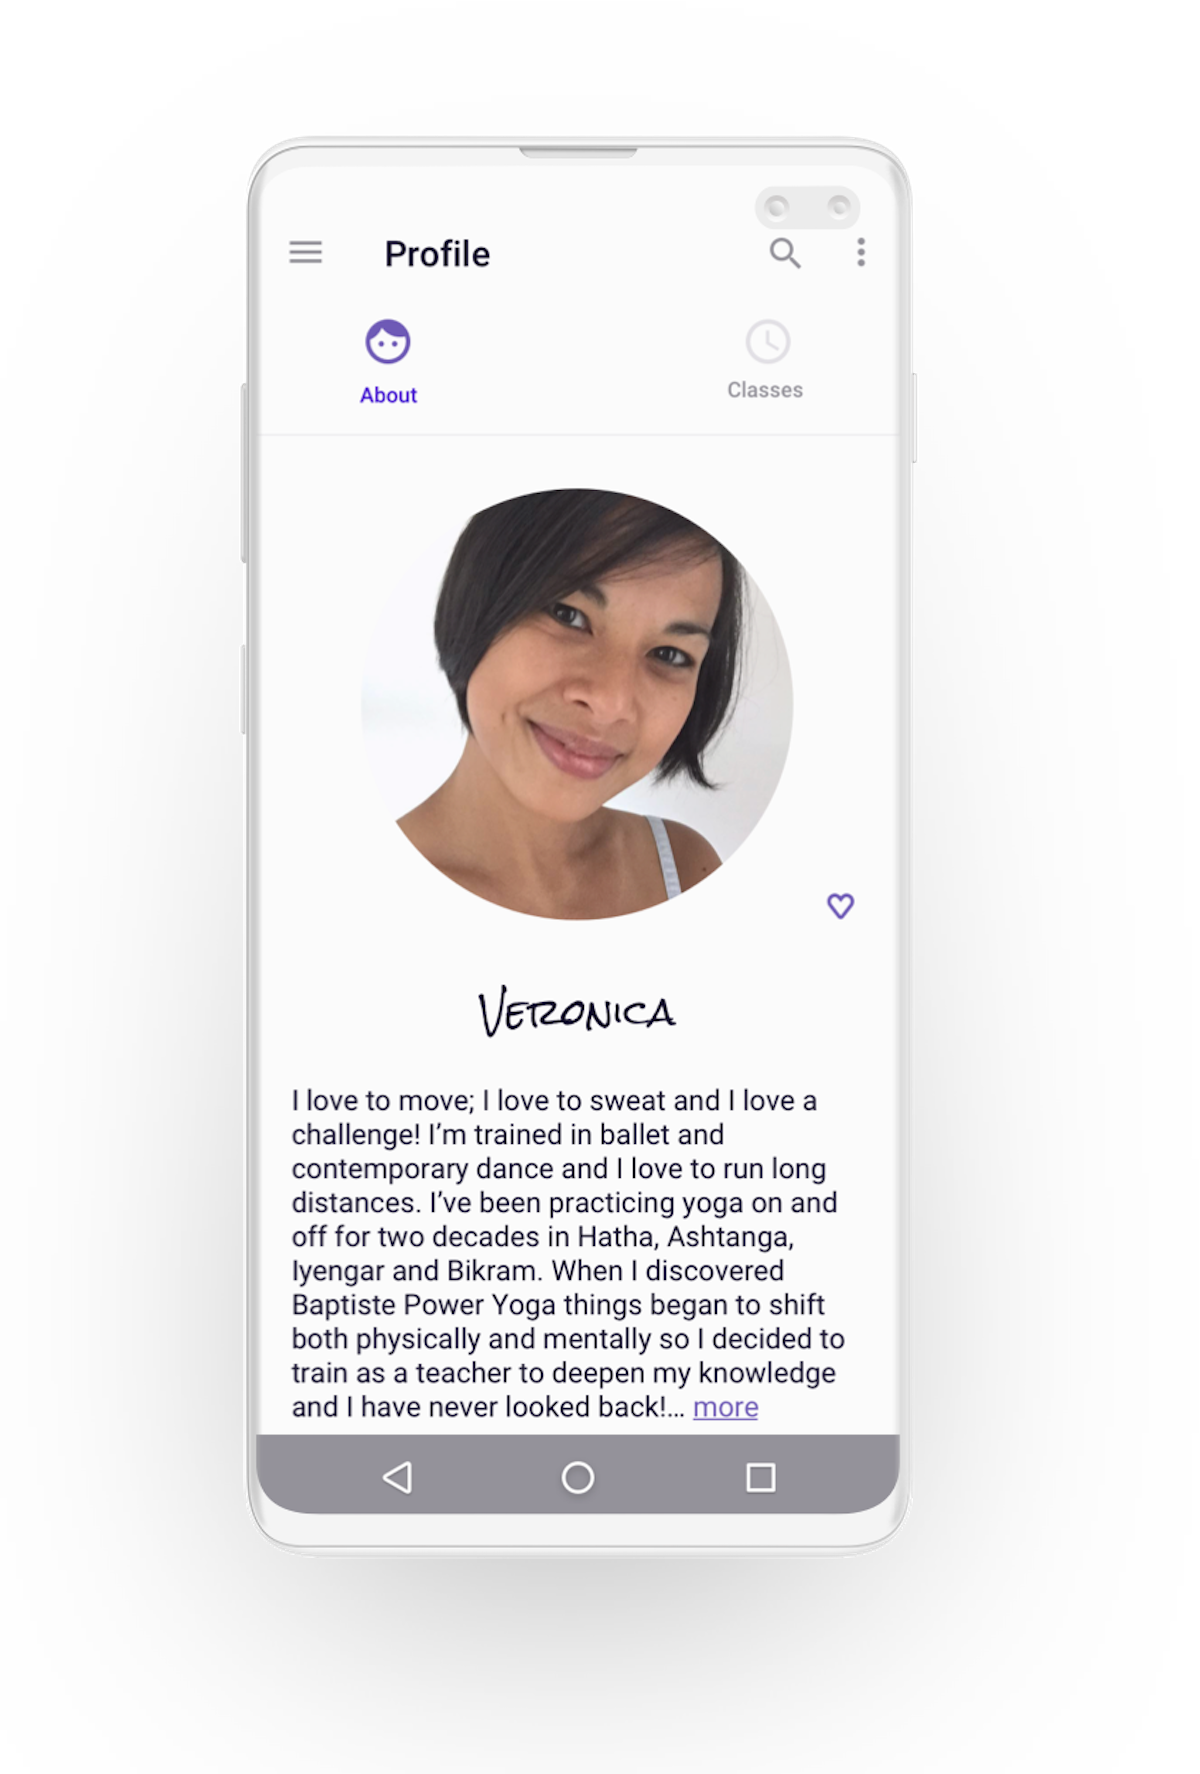 Profile
About
Classes
Veronica
I love to move; I love to sweat and I love a
challenge! I’m trained in ballet and
contemporary dance and I love to run long
distances. I’ve been practicing yoga on and
off for two decades in Hatha, Ashtanga,
Iyengar and Bikram. When I discovered
Baptiste Power Yoga things began to shift
both physically and mentally so I decided to
train as a teacher to deepen my knowledge
and I have never looked back!... more